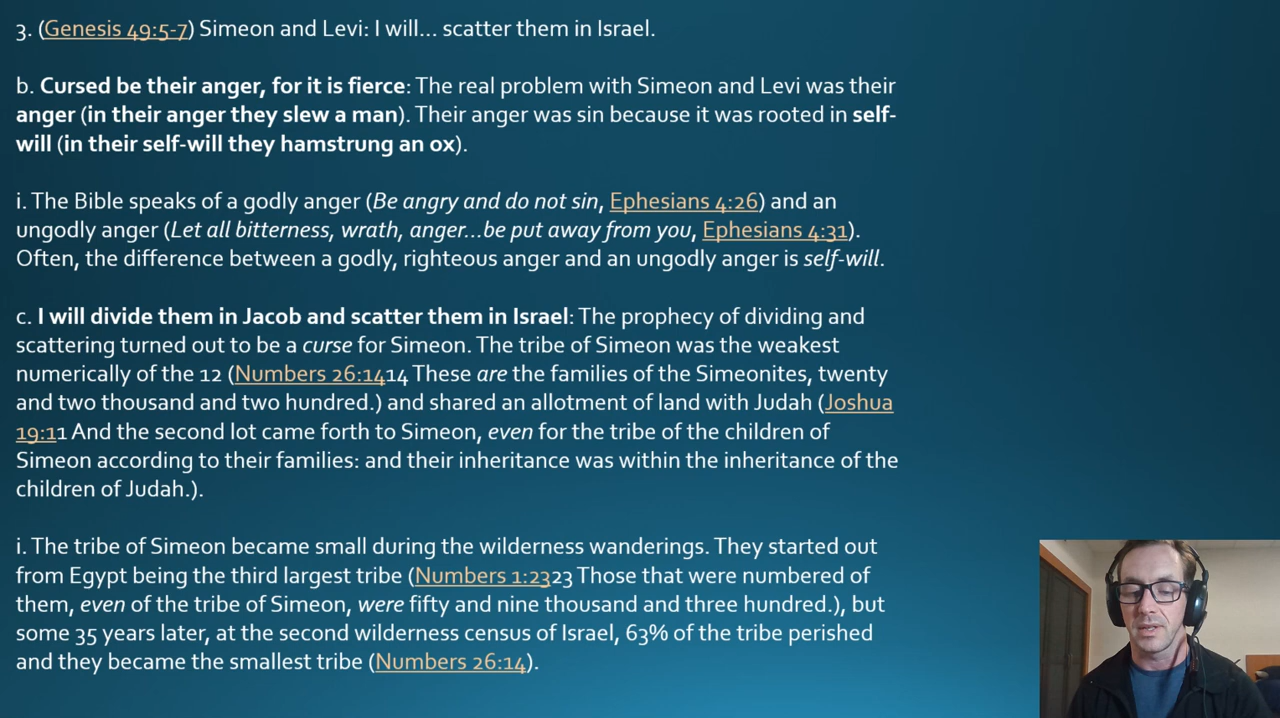 3. (Genesis 49:5-7) Simeon and Levi: I will... scatter them in Israel.
b. Cursed be their anger, for it is fierce: The real problem with Simeon and Levi was their
anger (in their anger they slew a man). Their anger was sin because it was rooted in self-
will (in their self-will they hamstrung an ox).
i. The Bible speaks of a godly anger (Be angry and do not sin, Ephesians 4:26) and an
ungodly anger (Let all bitterness, wrath, anger...be put away from you, Ephesians 4:31).
Often, the difference between a godly, righteous anger and an ungodly anger is self-will.
c. I will divide them in Jacob and scatter them in Israel: The prophecy of dividing and
scattering turned out to be a curse for Simeon. The tribe of Simeon was the weakest
numerically of the 12 (Numbers 26:1414 These are the families of the Simeonites, twenty
and two thousand and two hundred.) and shared an allotment of land with Judah (Joshua
19:11 And the second lot came forth to Simeon, even for the tribe of the children of
Simeon according to their families: and their inheritance was within the inheritance of the
children of Judah.).
i. The tribe of Simeon became small during the wilderness wanderings. They started out
from Egypt being the third largest tribe (Numbers 1:2323 Those that were numbered of
them, even of the tribe of Simeon, were fifty and nine thousand and three hundred.), but
some 35 years later, at the second wilderness census of Israel, 63% of the tribe perished
and they became the smallest tribe (Numbers 26:14).